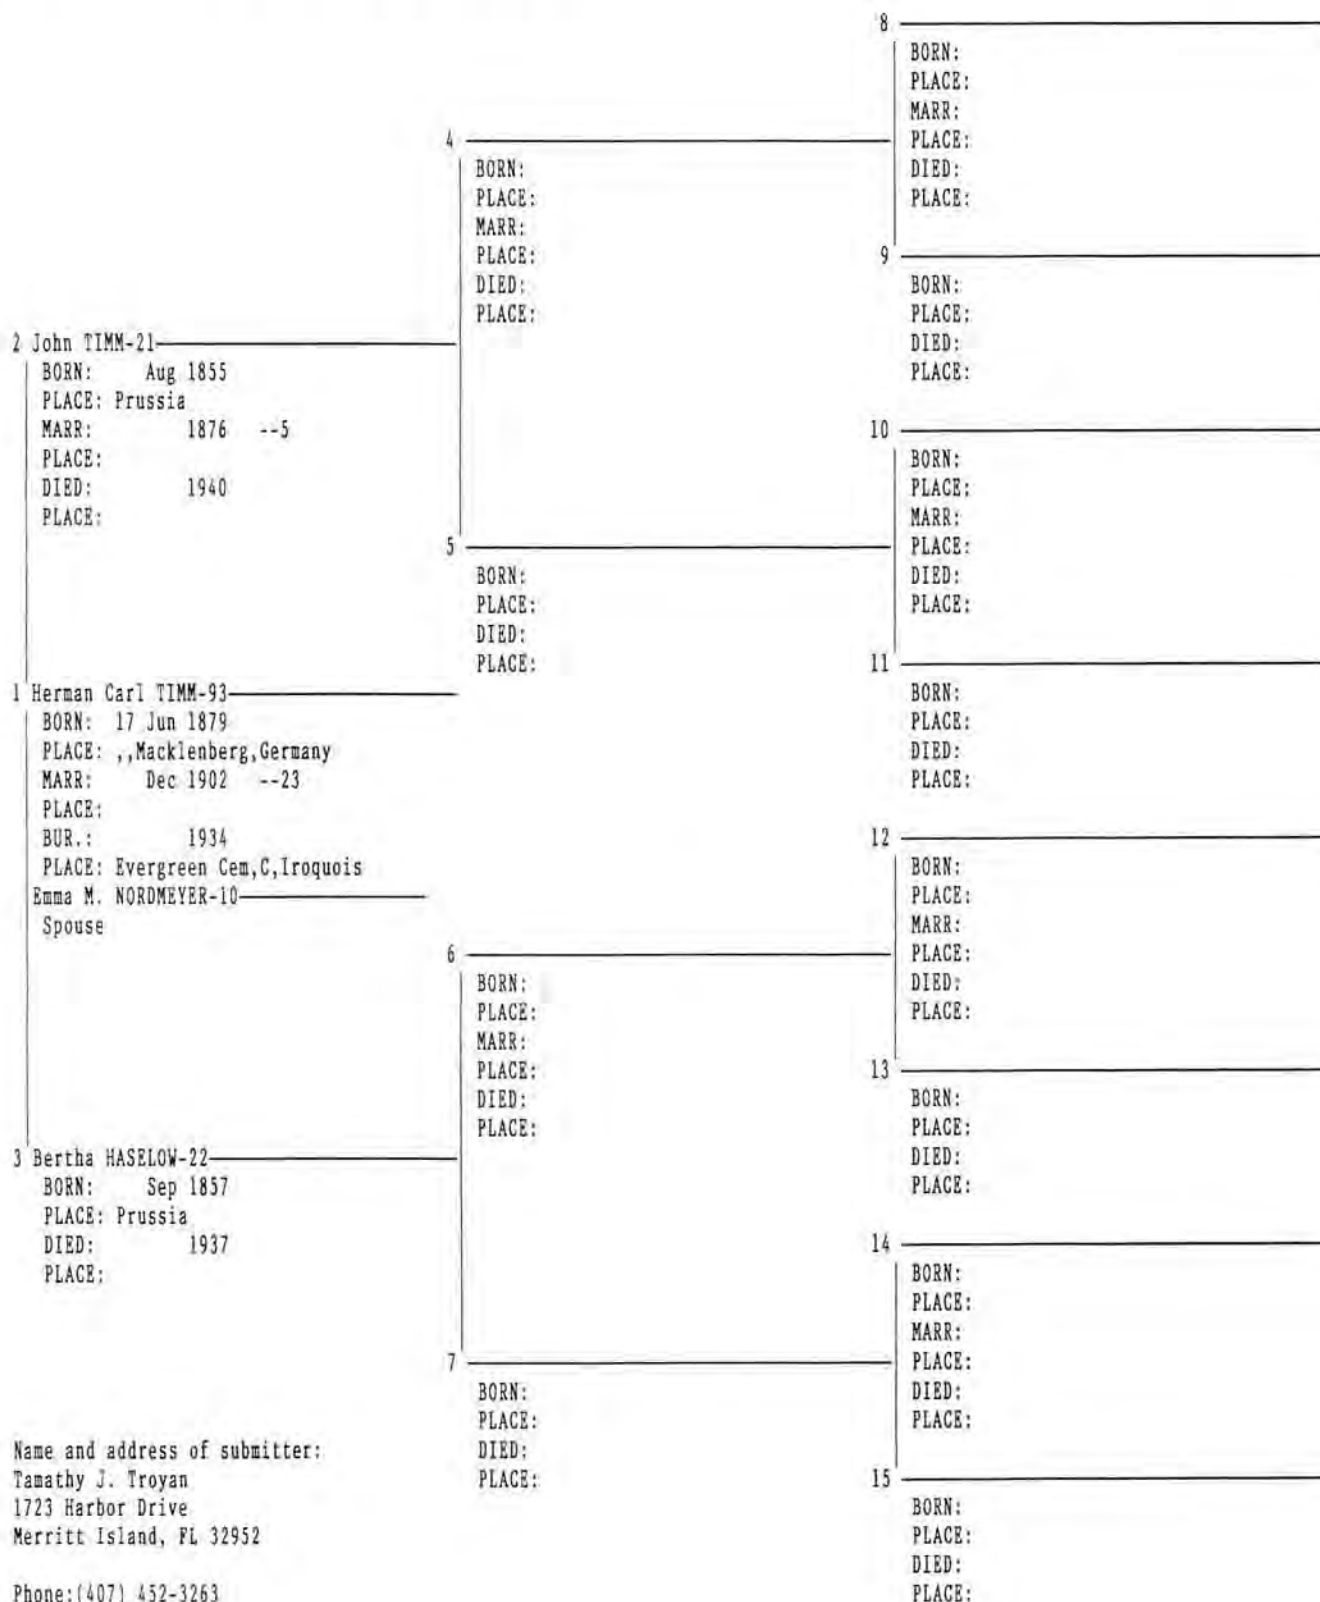 2 John TIMM-21
BORN: Aug 1855
PLACE: Prussia
MARR: 1876 --5
PLACE:
DIED: 1940
PLACE:
1 Herman Carl TIMM-93
BORN: 17 Jun 1879
PLACE: ,,Macklenberg,Germany
MARR: Dec 1902 --23
PLACE:
BUR.: 1934
PLACE: Evergreen Cem,C,Iroquois
Emma M. NORDMEYER-10
Spouse
3 Bertha HASELOW-22
BORN: Sep 1857
PLACE: Prussia
DIED: 1937
PLACE:
Name and address of submitter:
Tamathy J. Troyan
1723 Harbor Drive
Merritt Island, FL 32952
Phone:(407) 452-3263
4
BORN:
PLACE:
MARR:
PLACE:
DIED:
PLACE:
5
BORN:
PLACE:
DIED:
PLACE:
6
BORN:
PLACE:
MARR:
PLACE:
DIED:
PLACE:
7
BORN:
PLACE:
DIED:
PLACE:
8
BORN:
PLACE:
MARR:
PLACE:
DIED:
PLACE:
9
BORN:
PLACE:
DIED:
PLACE:
10
BORN:
PLACE:
MARR:
PLACE:
DIED:
PLACE:
11
BORN:
PLACE:
DIED:
PLACE:
12
BORN:
PLACE:
MARR:
PLACE:
DIED:
PLACE:
13
BORN:
PLACE:
DIED:
PLACE:
14
BORN:
PLACE:
MARR:
PLACE:
DIED:
PLACE:
15
BORN:
PLACE:
DIED:
PLACE: